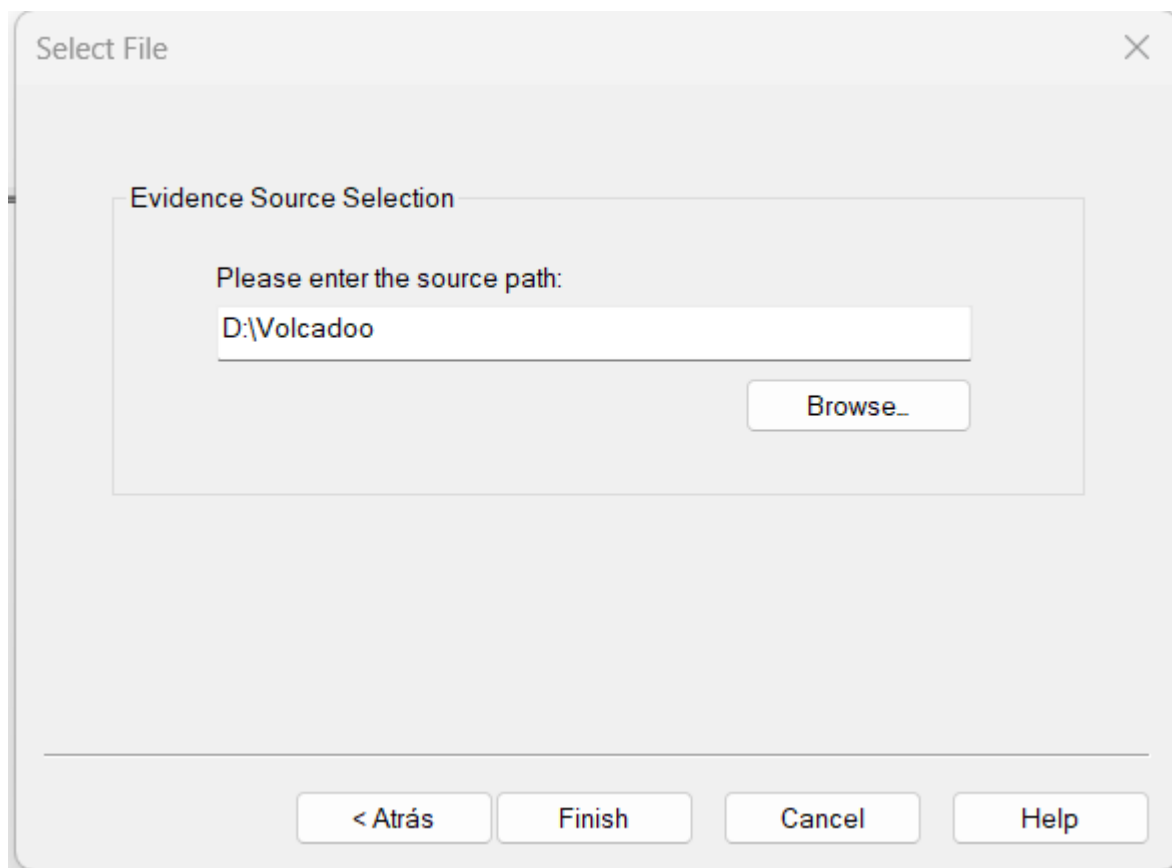 Select File
Evidence Source Selection
Please enter the source path:
D:\Volcadoo
Browse...
< Atrás
Finish
Cancel
Help